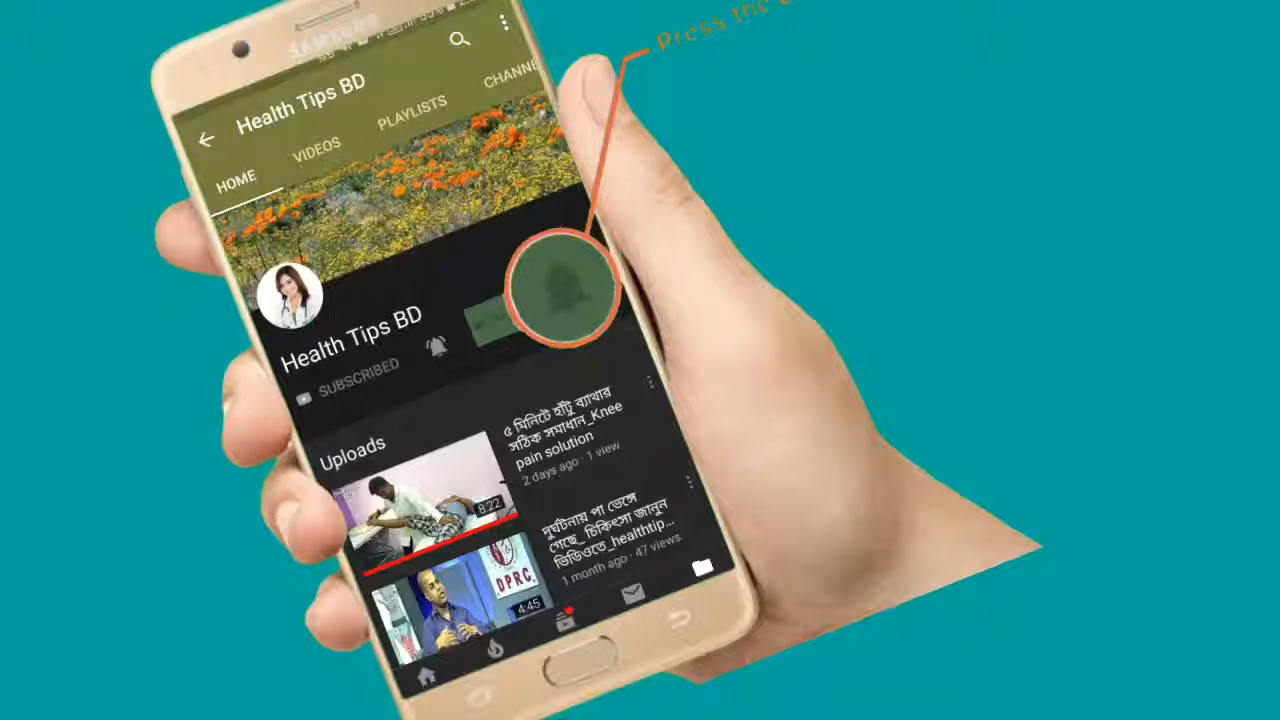 Press the
SAMSUNG
Health Tips BD
HOME
VIDEOS
PLAYLISTS
CHANNE
Health Tips BD
SUBSCRIBED
Uploads
৫ মিনিটে হাঁটু ব্যাথার
সঠিক সমাধান_Knee
pain solution
2 days ago · 1 view
8:22
দুর্ঘটনায় পা ভেঙ্গে
গেছে_ চিকিৎসা জানুন
ভিডিওতে_healthtip...
1 month ago · 47 views
DPRC
4:45